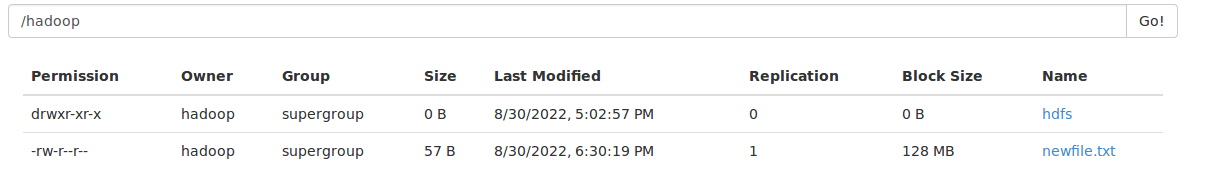 /hadoop Go!
Permission Owner Group Size Last Modified Replication Block Size Name
drwxr-xr-x hadoop supergroup 0 B 8/30/2022, 5:02:57 PM 0 0 B hdfs
-rw-r--r-- hadoop supergroup 57 B 8/30/2022, 6:30:19 PM 1 128 MB newfile.txt